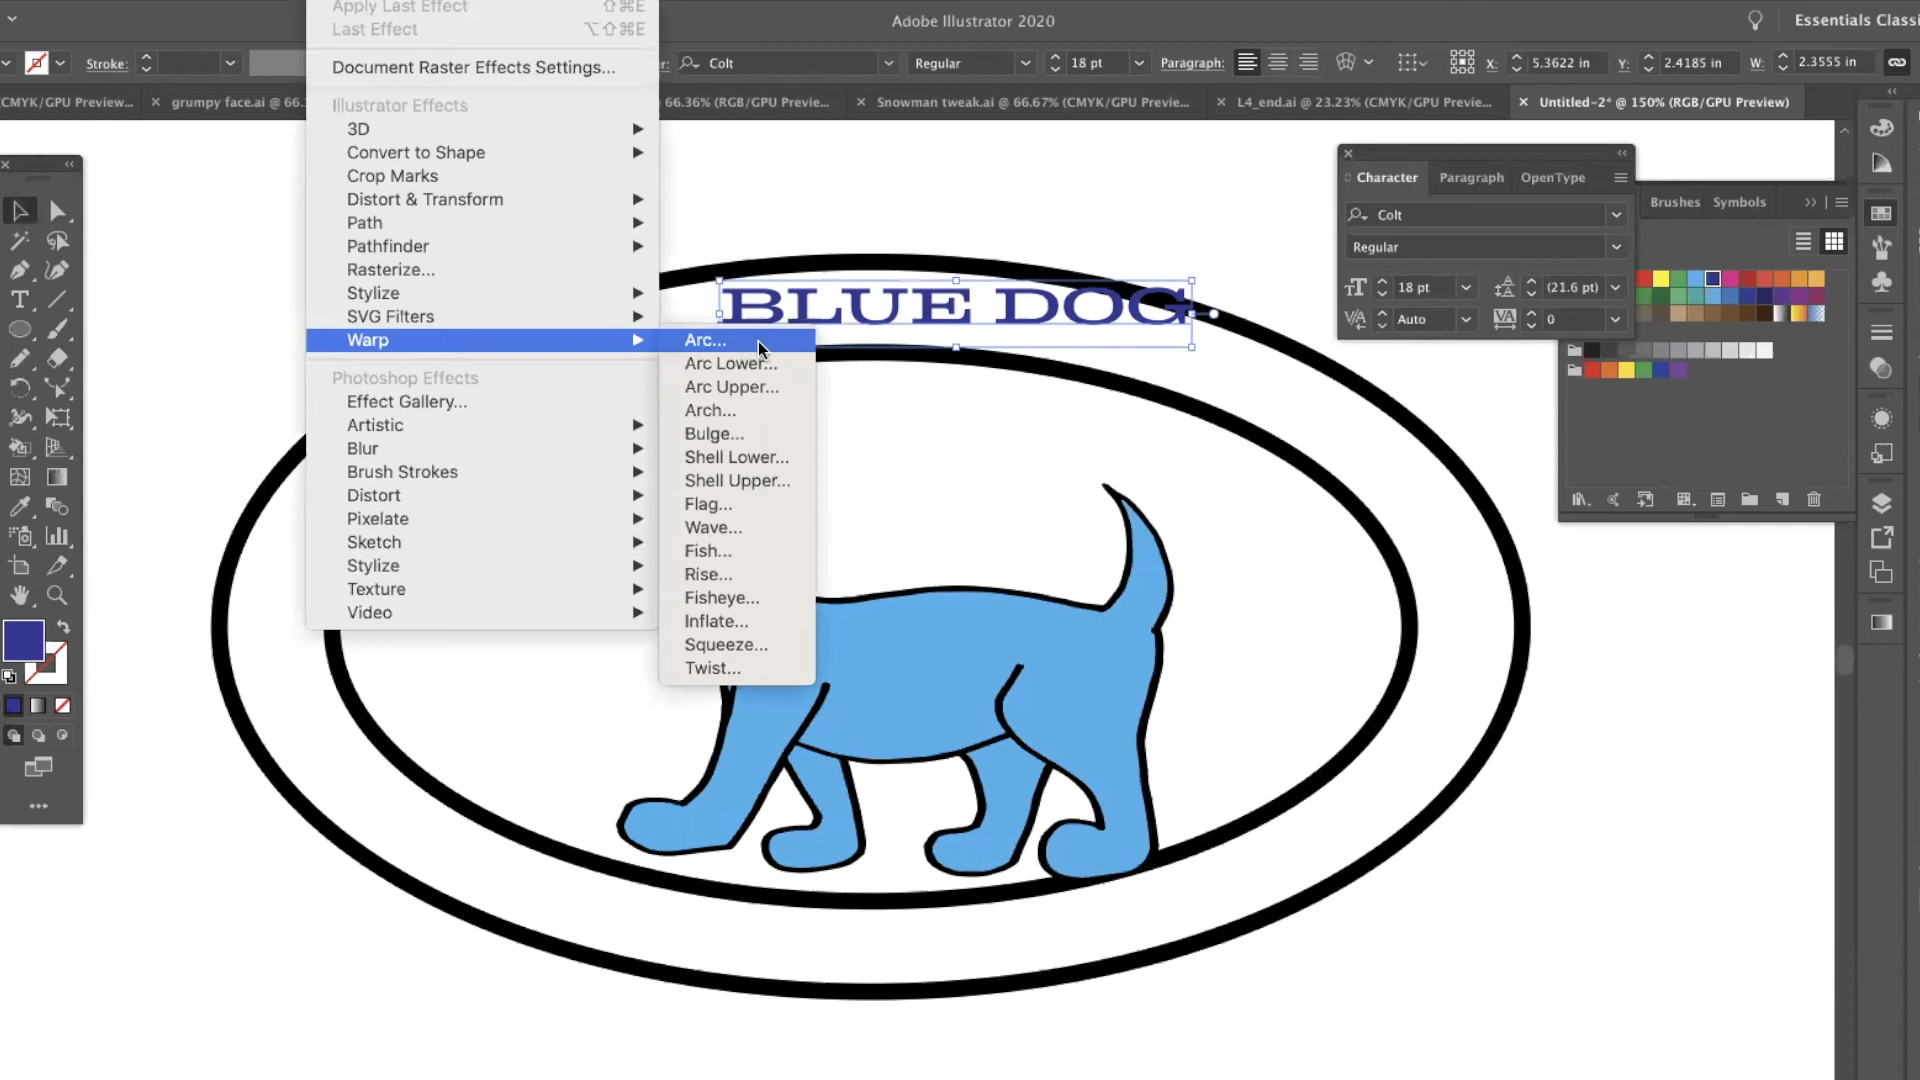 Apply Last Effect ⇧⌘E
Last Effect ⌥⇧⌘E
Document Raster Effects Settings...
Illustrator Effects
3D
Convert to Shape
Crop Marks
Distort & Transform
Path
Pathfinder
Rasterize...
Stylize
SVG Filters
Warp
Photoshop Effects
Effect Gallery...
Artistic
Blur
Brush Strokes
Distort
Pixelate
Sketch
Stylize
Texture
Video
Arc...
Arc Lower...
Arc Upper...
Arch...
Bulge...
Shell Lower...
Shell Upper...
Flag...
Wave...
Fish...
Rise...
Fisheye...
Inflate...
Squeeze...
Twist...
Adobe Illustrator 2020
Essentials Classi
Stroke:
Colt
Regular
18 pt
Paragraph:
X: 5.3622 in
Y: 2.4185 in
W: 2.3555 in
(CMYK/GPU Preview...
grumpy face.ai @ 66.3
66.36% (RGB/GPU Previe...
Snowman tweak.ai @ 66.67% (CMYK/GPU Previe...
L4_end.ai @ 23.23% (CMYK/GPU Previe...
Untitled-2* @ 150% (RGB/GPU Preview)
BLUE DOG
Character Paragraph OpenType
Colt
Regular
18 pt (21.6 pt)
Auto 0
Brushes Symbols